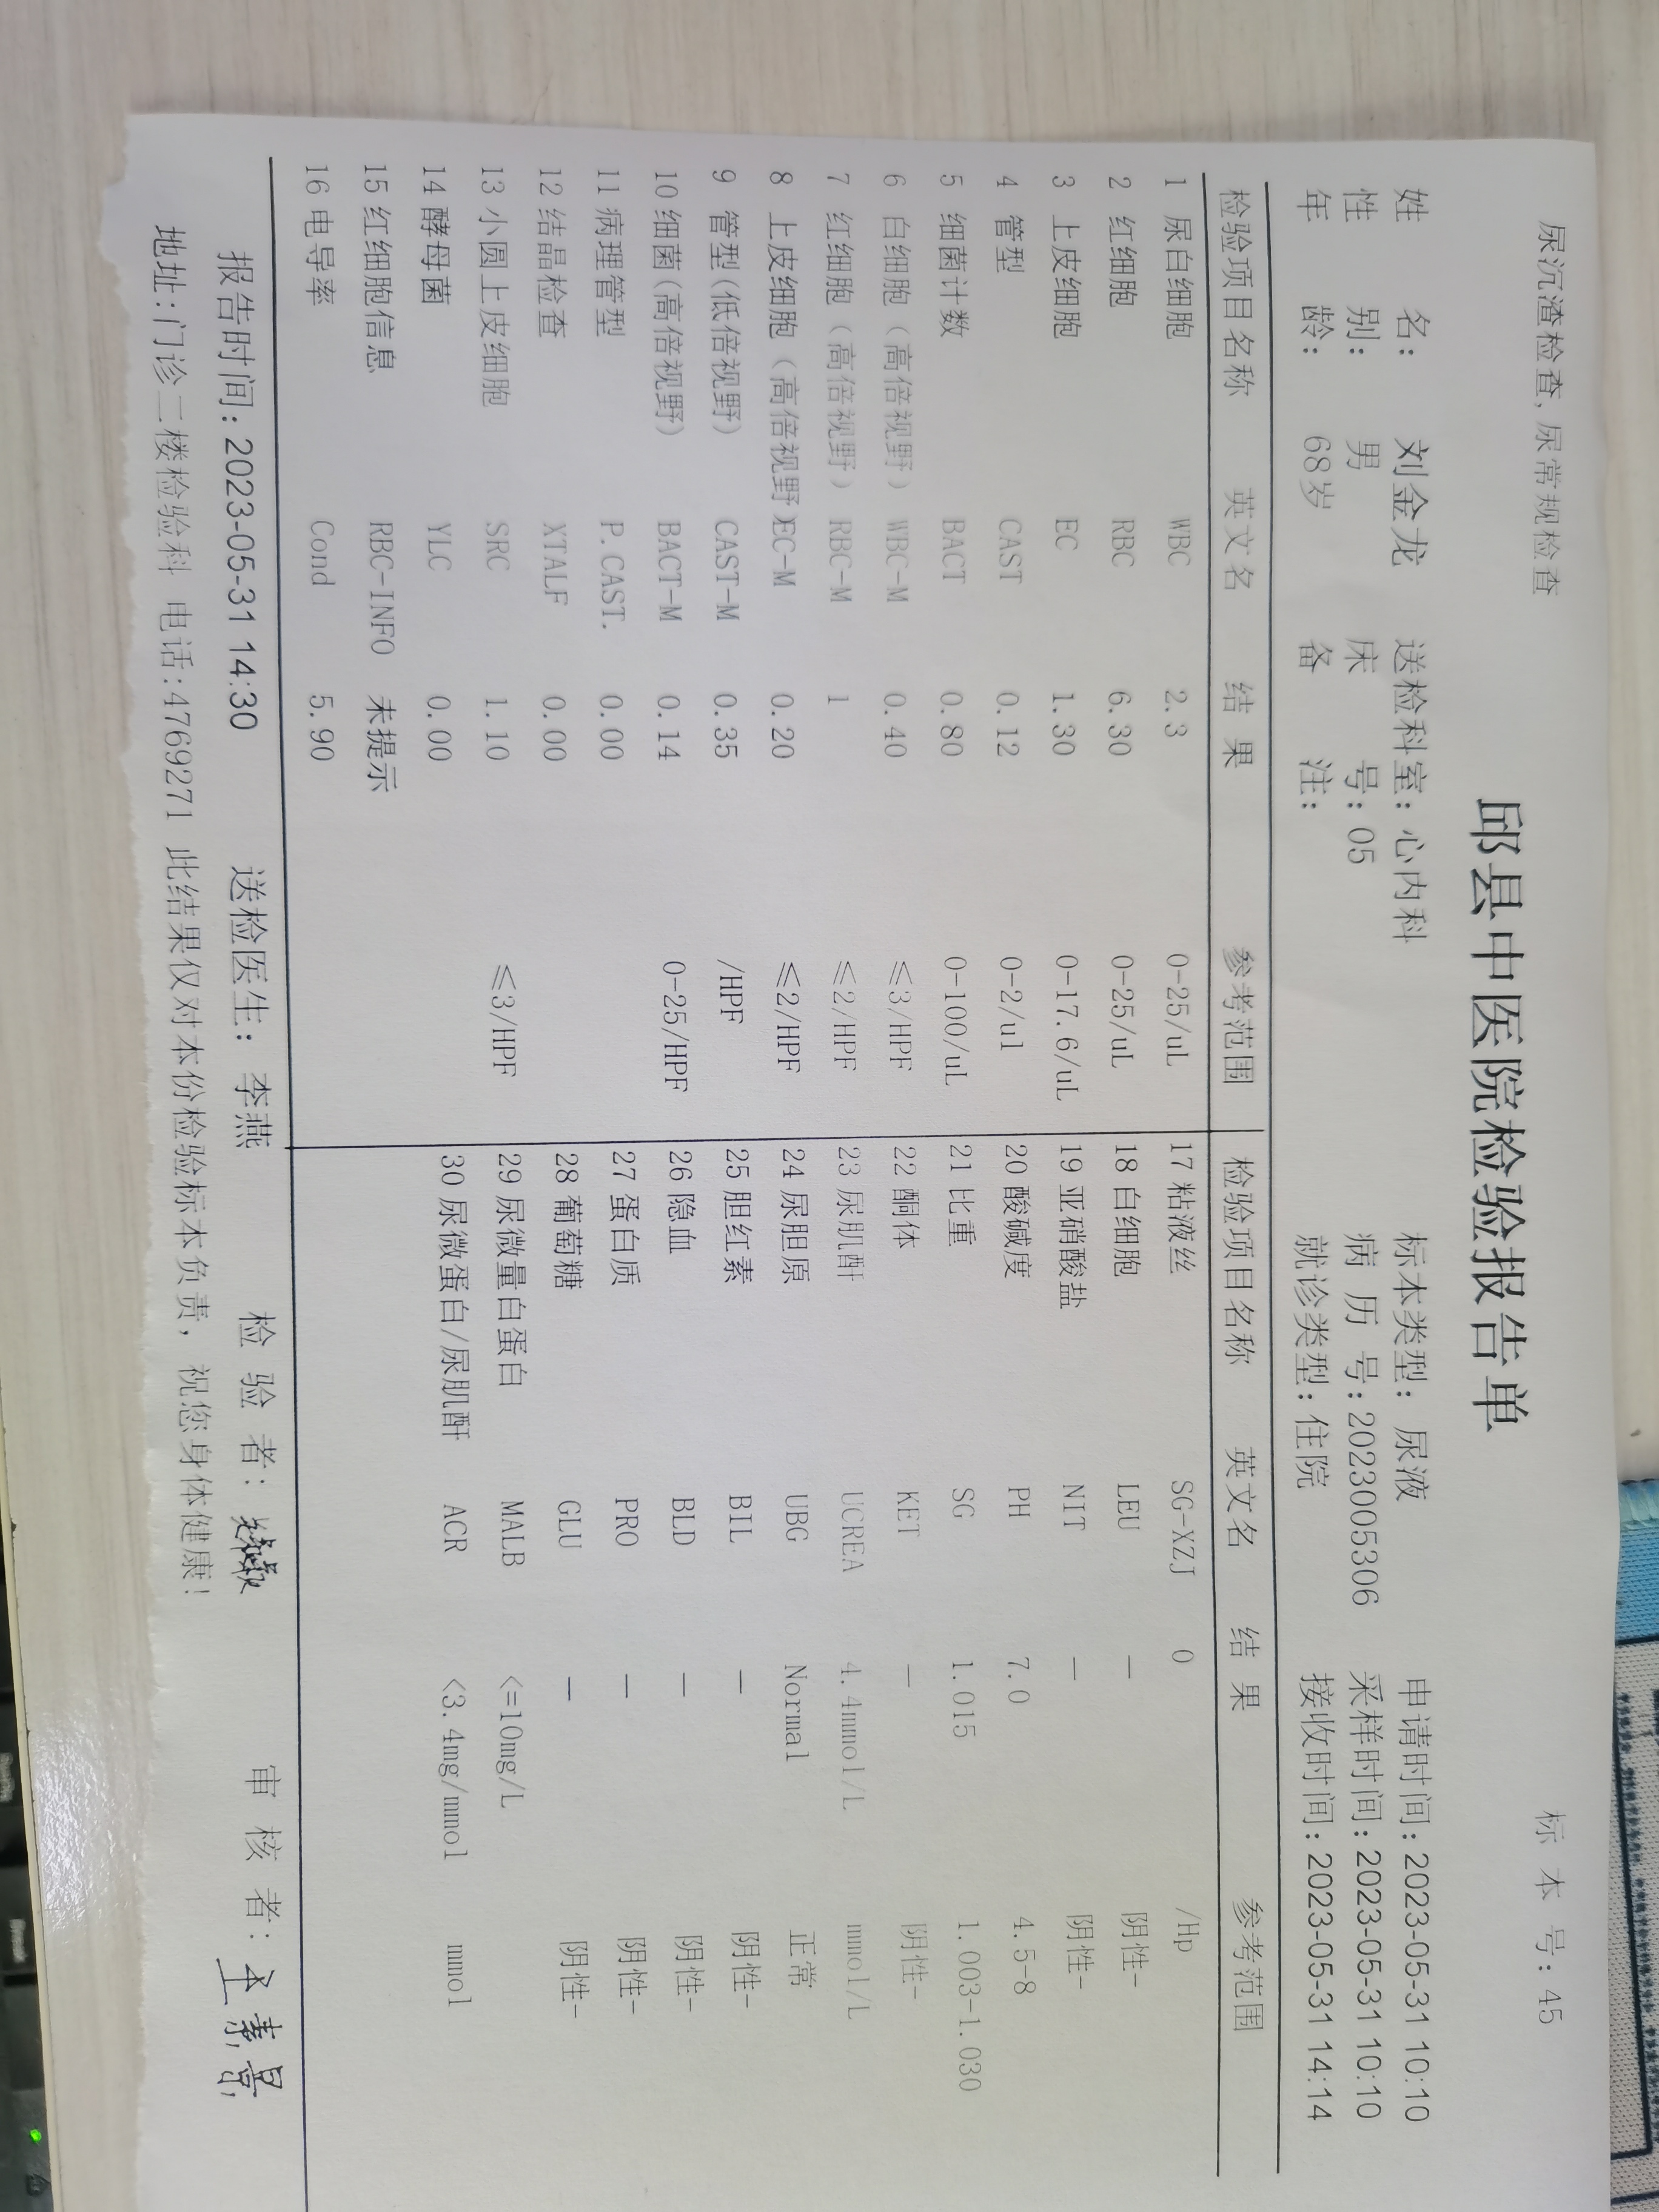 尿沉渣检查,尿常规检查
邱县中医院检验报告单
标 本 号: 45
姓 名: 刘金龙 送检科室: 心内科 标本类型: 尿液 申请时间: 2023-05-31 10:10
性 别: 男 床 号: 05 病 历 号: 2023005306 采样时间: 2023-05-31 10:10
年 龄: 68岁 备 注: 就诊类型: 住院 接收时间: 2023-05-31 14:14
检验项目名称 英文名 结 果 参考范围 检验项目名称 英文名 结 果 参考范围
1 尿白细胞 WBC 2.3 0-25/uL 17 粘液丝 SG-XZJ 0 /Hp
2 红细胞 RBC 6.30 0-25/uL 18 白细胞 LEU — 阴性-
3 上皮细胞 EC 1.30 0-17.6/uL 19 亚硝酸盐 NIT — 阴性-
4 管型 CAST 0.12 0-2/ul 20 酸碱度 PH 7.0 4.5-8
5 细菌计数 BACT 0.80 0-100/uL 21 比重 SG 1.015 1.003-1.030
6 白细胞（高倍视野） WBC-M 0.40 ≤3/HPF 22 酮体 KET — 阴性-
7 红细胞（高倍视野） RBC-M 1 ≤2/HPF 23 尿肌酐 UCREA 4.4mmol/L mmol/L
8 上皮细胞（高倍视野） EC-M 0.20 ≤2/HPF 24 尿胆原 UBG Normal 正常
9 管型(低倍视野) CAST-M 0.35 /HPF 25 胆红素 BIL — 阴性-
10 细菌(高倍视野) BACT-M 0.14 0-25/HPF 26 隐血 BLD — 阴性-
11 病理管型 P.CAST. 0.00 27 蛋白质 PRO — 阴性-
12 结晶检查 XTALF 0.00 28 葡萄糖 GLU — 阴性-
13 小圆上皮细胞 SRC 1.10 ≤3/HPF 29 尿微量白蛋白 MALB <=10mg/L
14 酵母菌 YLC 0.00 30 尿微蛋白/尿肌酐 ACR <3.4mg/mmol mmol
15 红细胞信息 RBC-INFO 未提示
16 电导率 Cond 5.90
报告时间: 2023-05-31 14:30 送检医生: 李燕 检 验 者: 审 核 者:
地址:门诊二楼检验科 电话:4769271 此结果仅对本份检验标本负责, 祝您身体健康!